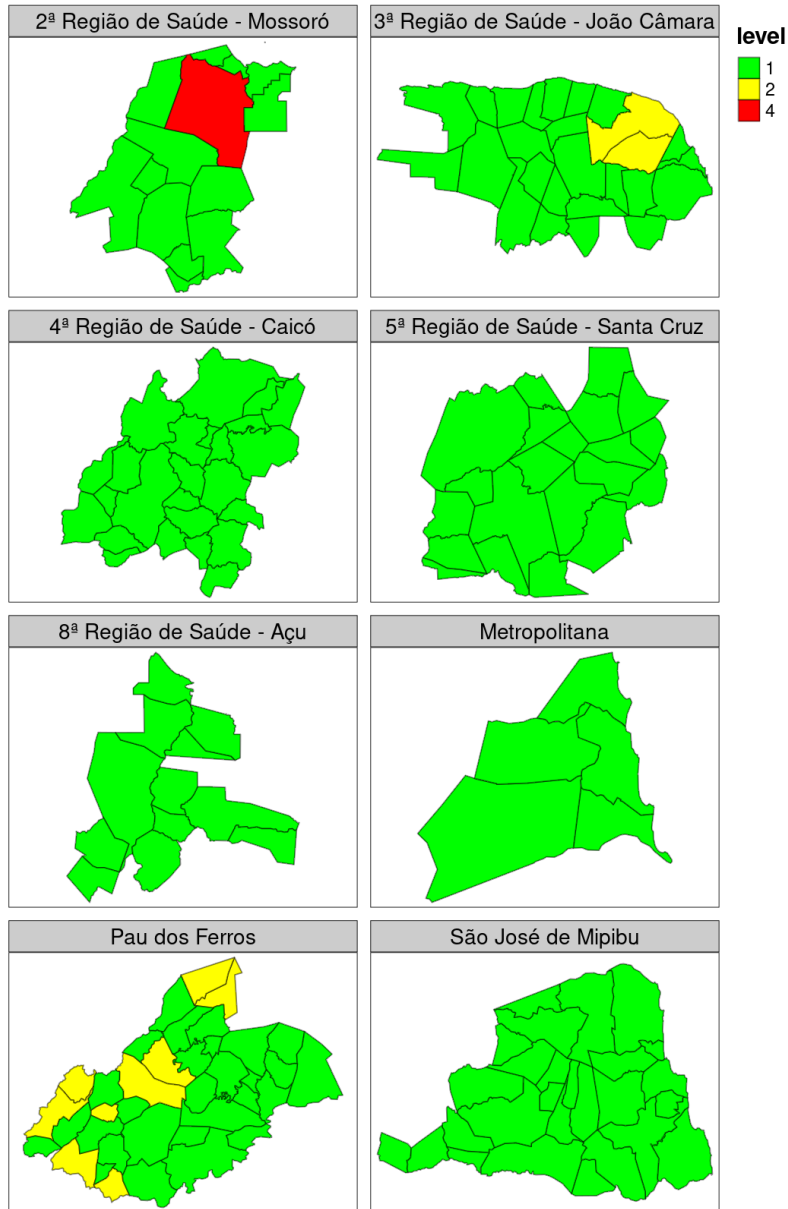 2ª Região de Saúde - Mossoró
3ª Região de Saúde - João Câmara
level
1
2
4
4ª Região de Saúde - Caicó
5ª Região de Saúde - Santa Cruz
8ª Região de Saúde - Açu
Metropolitana
Pau dos Ferros
São José de Mipibu